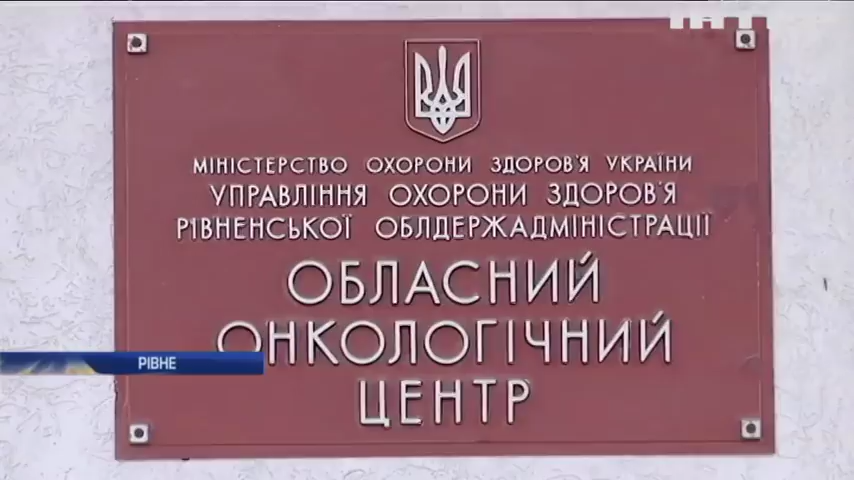 МІНІСТЕРСТВО ОХОРОНИ ЗДОРОВ'Я УКРАЇНИ
УПРАВЛІННЯ ОХОРОНИ ЗДОРОВ'Я
РІВНЕНСЬКОЇ ОБЛДЕРЖАДМІНІСТРАЦІЇ
ОБЛАСНИЙ
ОНКОЛОГІЧНИЙ
ЦЕНТР
РІВНЕ